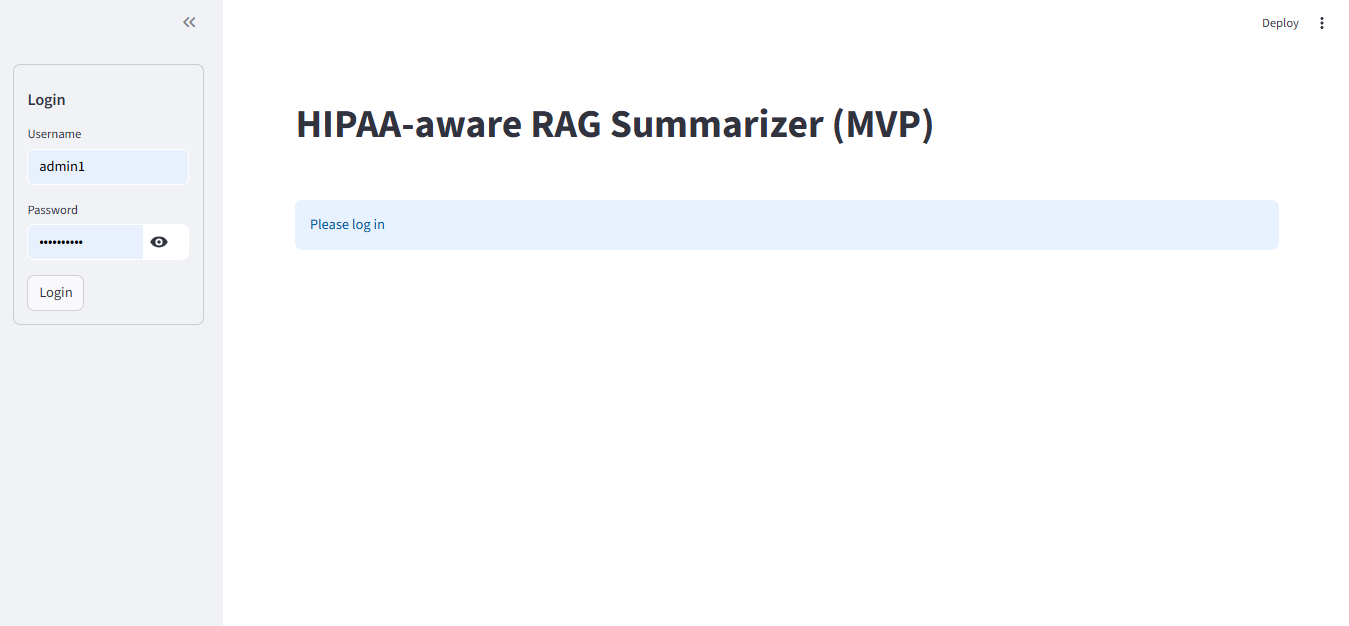 Deploy
Login
Username
admin1
Password
••••••••••
Login
HIPAA-aware RAG Summarizer (MVP)
Please log in